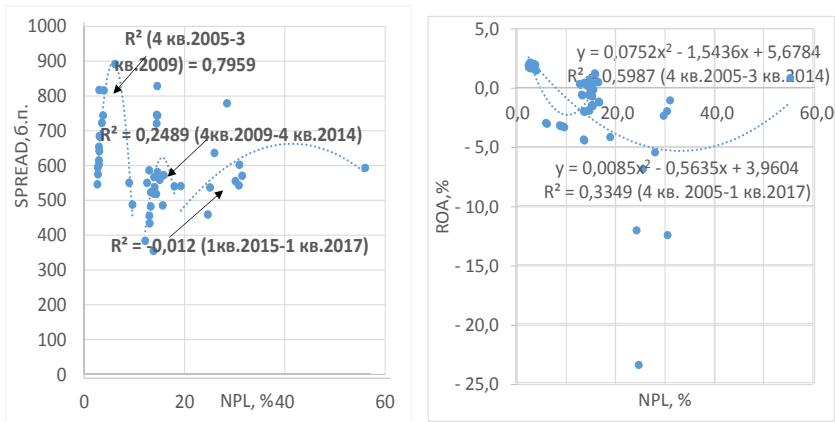 1000
900
800
700
600
500
400
300
200
100
0
SPREAD,б.п.
R² (4 кв.2005-3
кв.2009) = 0,7959
R² = 0,2489 (4кв.2009-4 кв.2014)
R² = -0,012 (1кв.2015-1 кв.2017)
0 20 40 60
NPL, %
5,0
0,0
- 5,0
- 10,0
- 15,0
- 20,0
- 25,0
ROA,%
y = 0,0752x² - 1,5436x + 5,6784
R² = 0,5987 (4 кв.2005-3 кв.2014)
0,0 20,0 40,0 60,0
y = 0,0085x² - 0,5635x + 3,9604
R² = 0,3349 (4 кв. 2005-1 кв.2017)
NPL, %